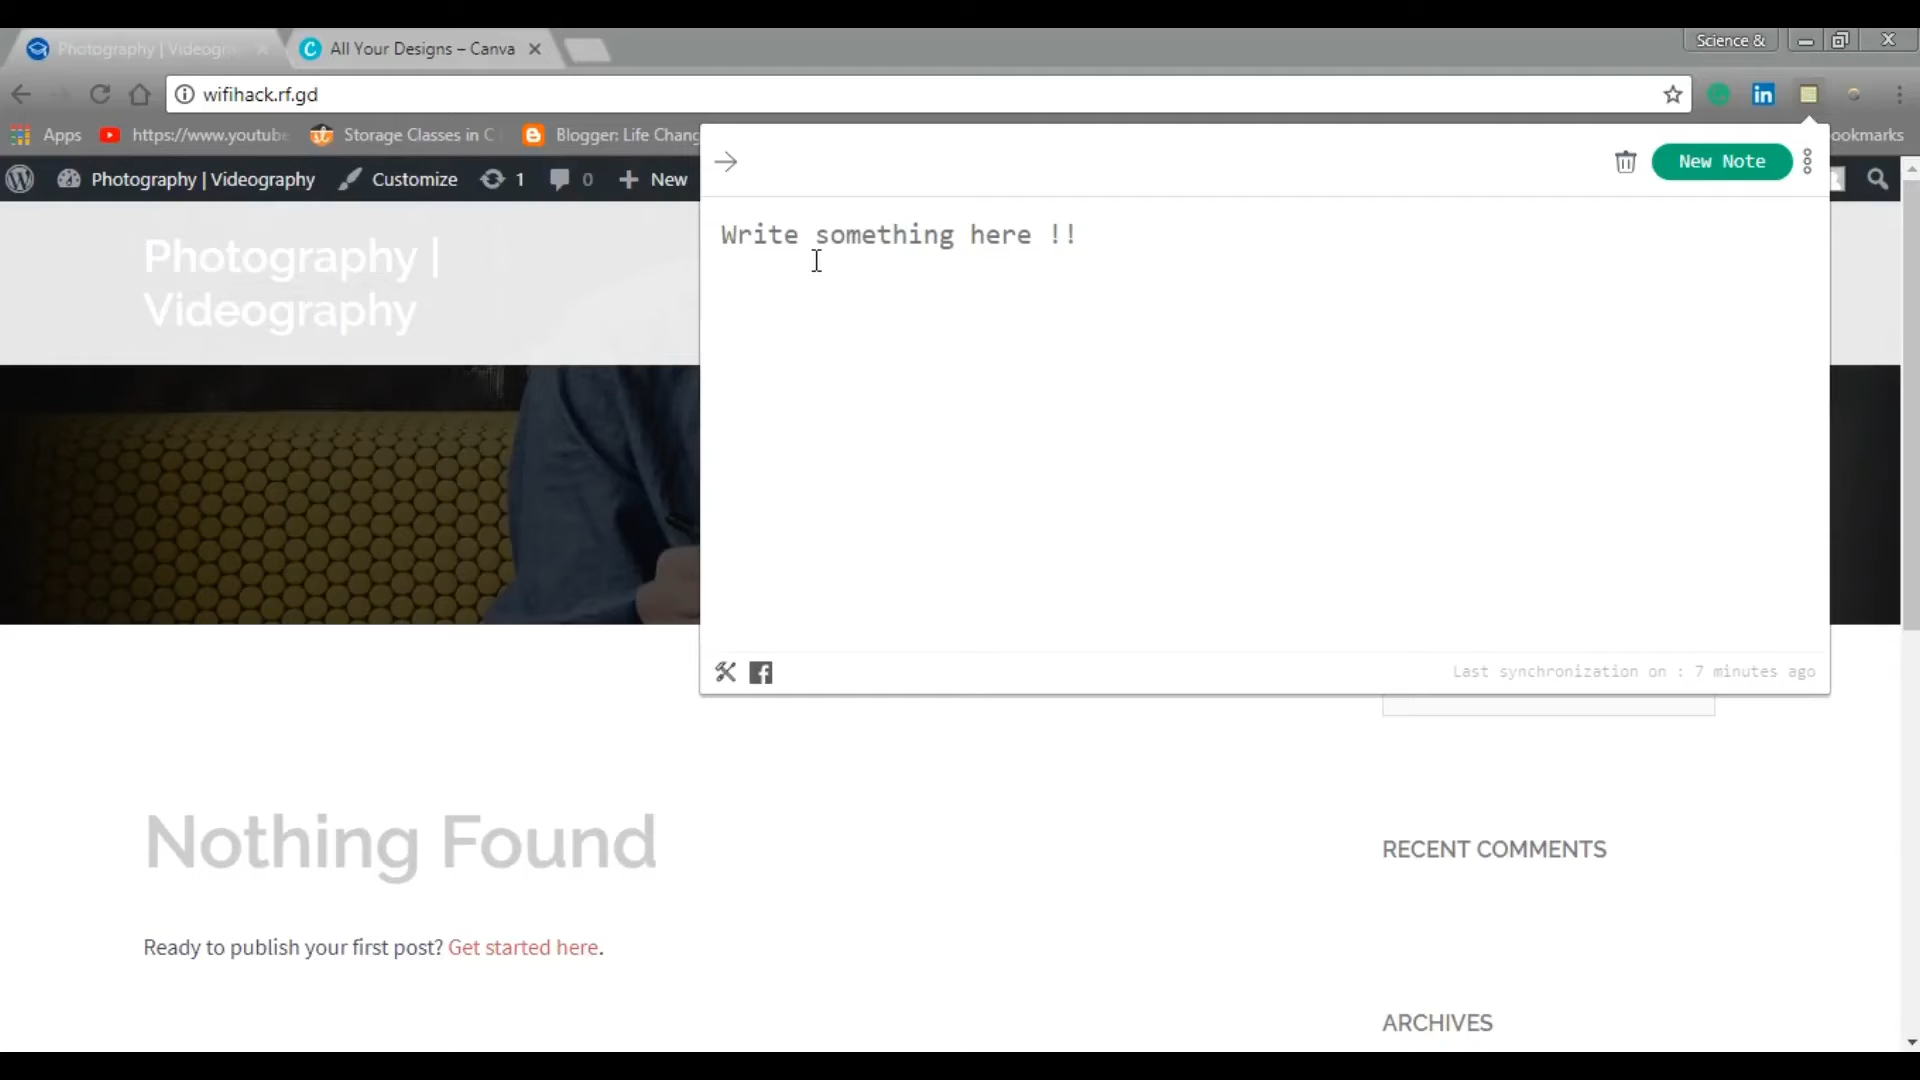 Photography | Videogr
All Your Designs – Canva
Science &
wifihack.rf.gd
Apps
https://www.youtube
Storage Classes in C
Blogger: Life Chang
ookmarks
Photography | Videography
Customize
1
0
New
New Note
Photography |
Videography
Write something here !!
Last synchronization on : 7 minutes ago
Nothing Found
RECENT COMMENTS
Ready to publish your first post? Get started here.
ARCHIVES